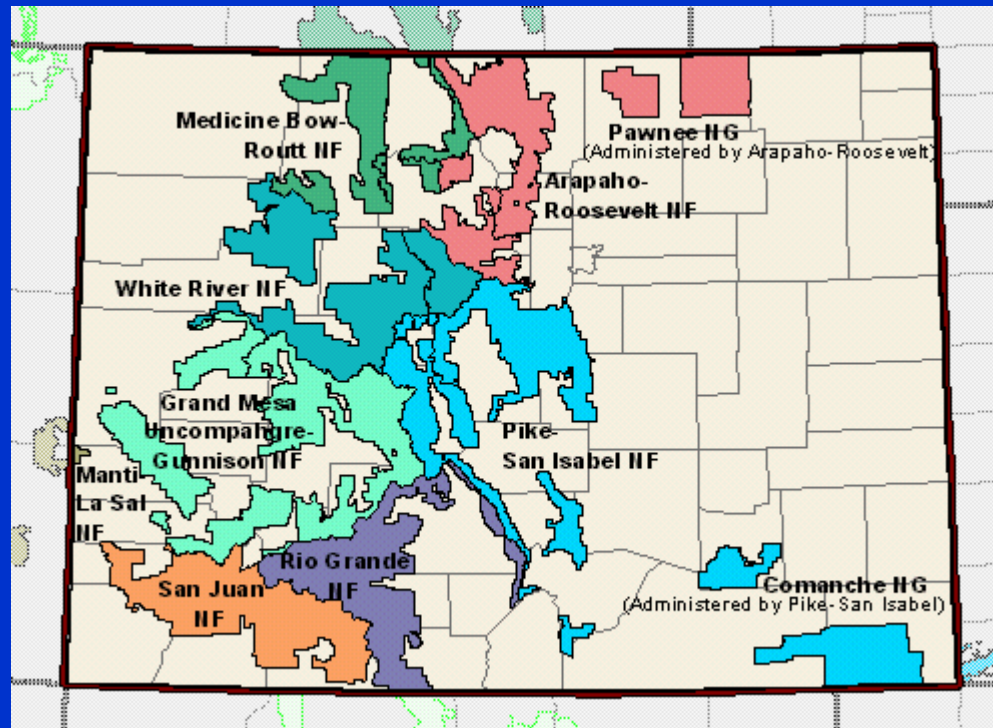 Medicine Bow-
Routt NF
Pawnee NG
(Administered by Arapaho-Roosevelt)
Arapaho-
Roosevelt NF
White River NF
Grand Mesa
Uncompahgre-
Gunnison NF
Pike-
San Isabel NF
Manti-
La Sal
NF
Rio Grande
NF
San Juan
NF
Comanche NG
(Administered by Pike-San Isabel)